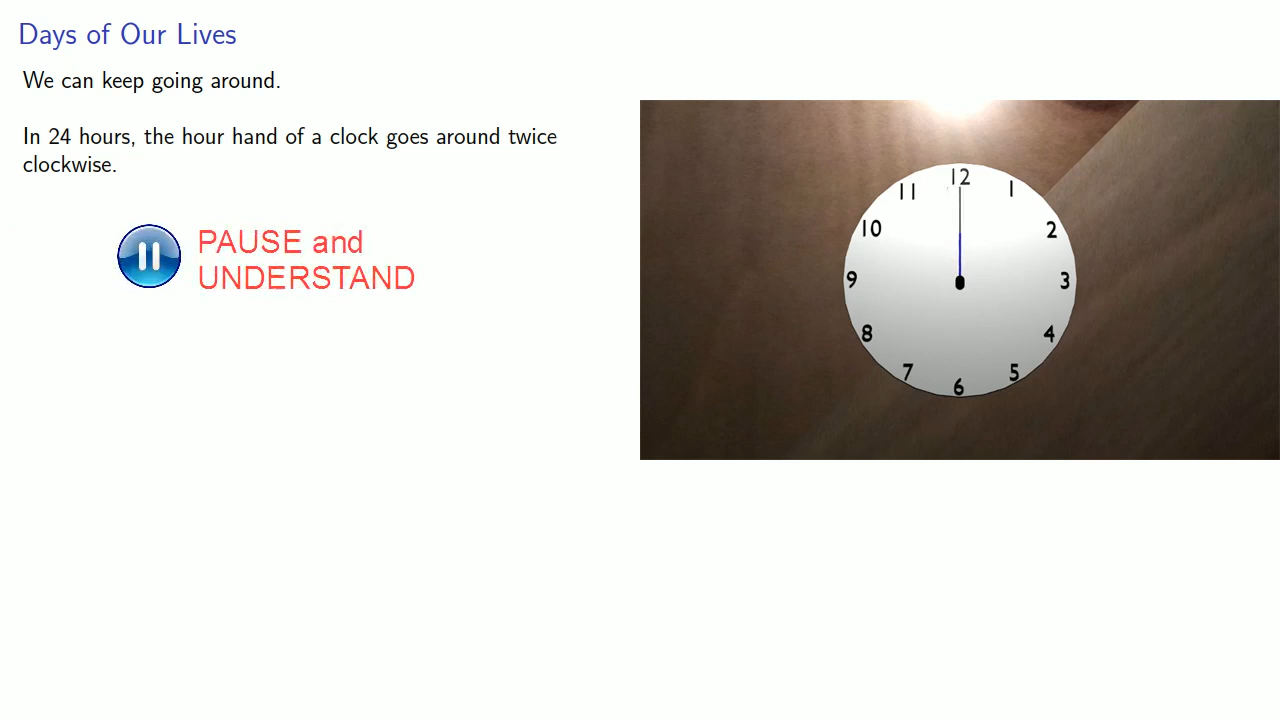 Days of Our Lives
We can keep going around.
In 24 hours, the hour hand of a clock goes around twice
clockwise.
PAUSE and
UNDERSTAND
12
11
1
10
2
9
3
8
4
7
5
6